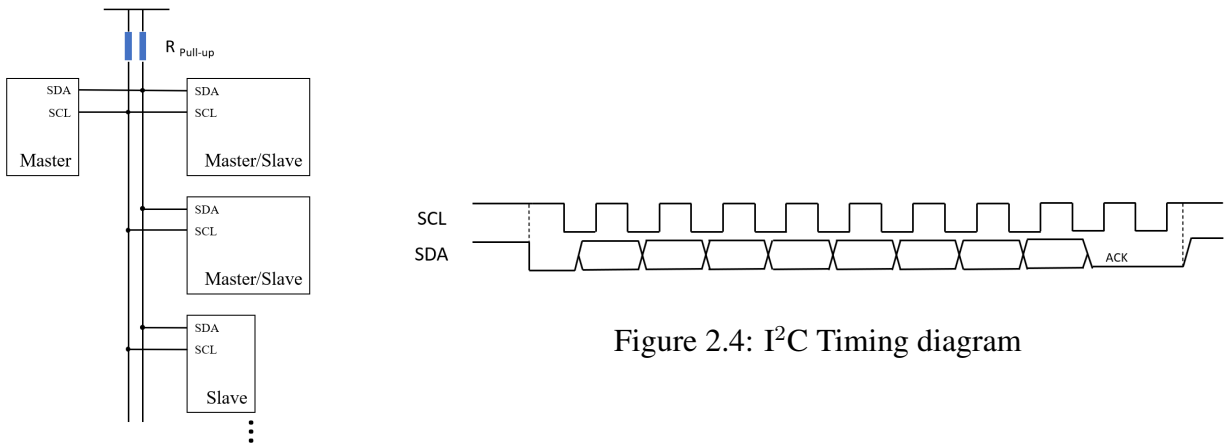 R Pull-up
SDA
SCL
Master
SDA
SCL
Master/Slave
SDA
SCL
Master/Slave
SDA
SCL
Slave
SCL
SDA
ACK
Figure 2.4: I²C Timing diagram